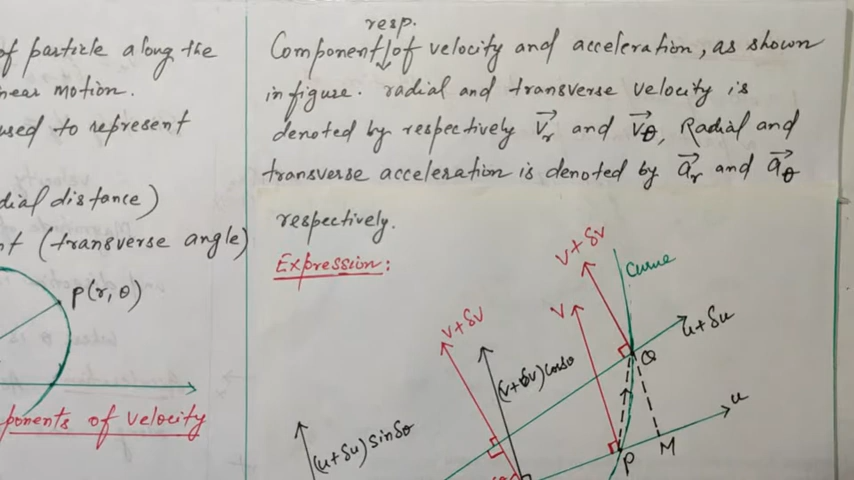 of particle along the
near motion.
used to represent
dial distance)
nt (transverse angle)
P(r, θ)
ponents of velocity
resp.
Component↓of velocity and acceleration, as shown
in figure. radial and transverse velocity is
denoted by respectively v⃗r and v⃗θ, Radial and
transverse acceleration is denoted by a⃗r and a⃗θ
respectively.
Expression:
v+δv
curve
v
u+δu
v+δv
(v+δv)cosδθ
Q
u
(u+δu)sinδθ
P
M